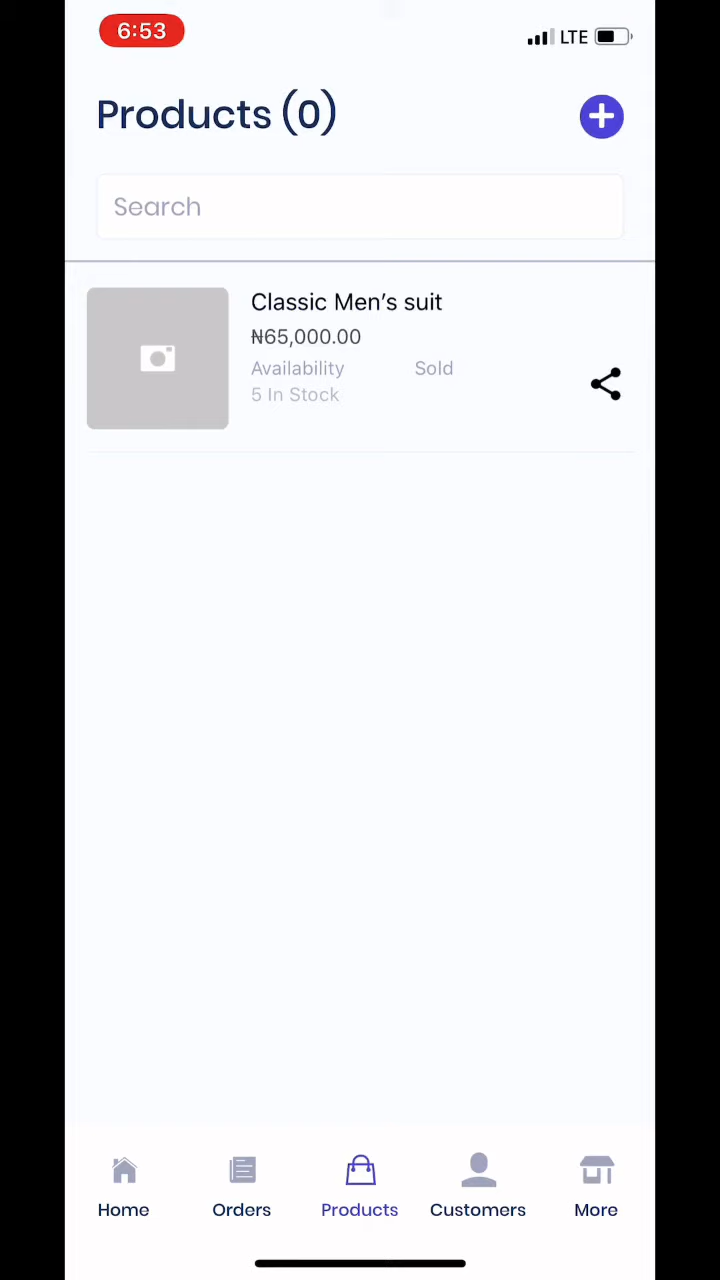 6:53
LTE
Products (0)
Search
Classic Men’s suit
₦65,000.00
Availability Sold
5 In Stock
Home Orders Products Customers More